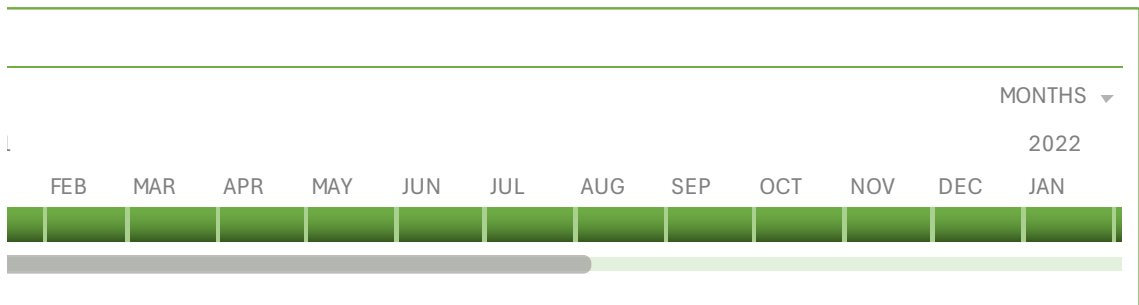 MONTHS
2022
FEB MAR APR MAY JUN JUL AUG SEP OCT NOV DEC JAN